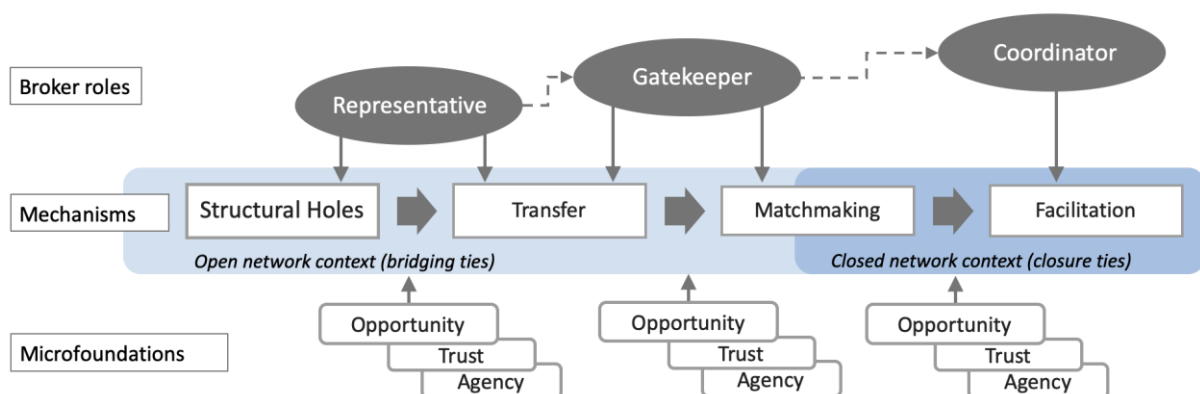 Coordinator
Gatekeeper
Broker roles
Representative
Mechanisms
Structural Holes
Transfer
Matchmaking
Facilitation
Open network context (bridging ties)
Closed network context (closure ties)
Microfoundations
Opportunity
Trust
Agency
Opportunity
Trust
Agency
Opportunity
Trust
Agency